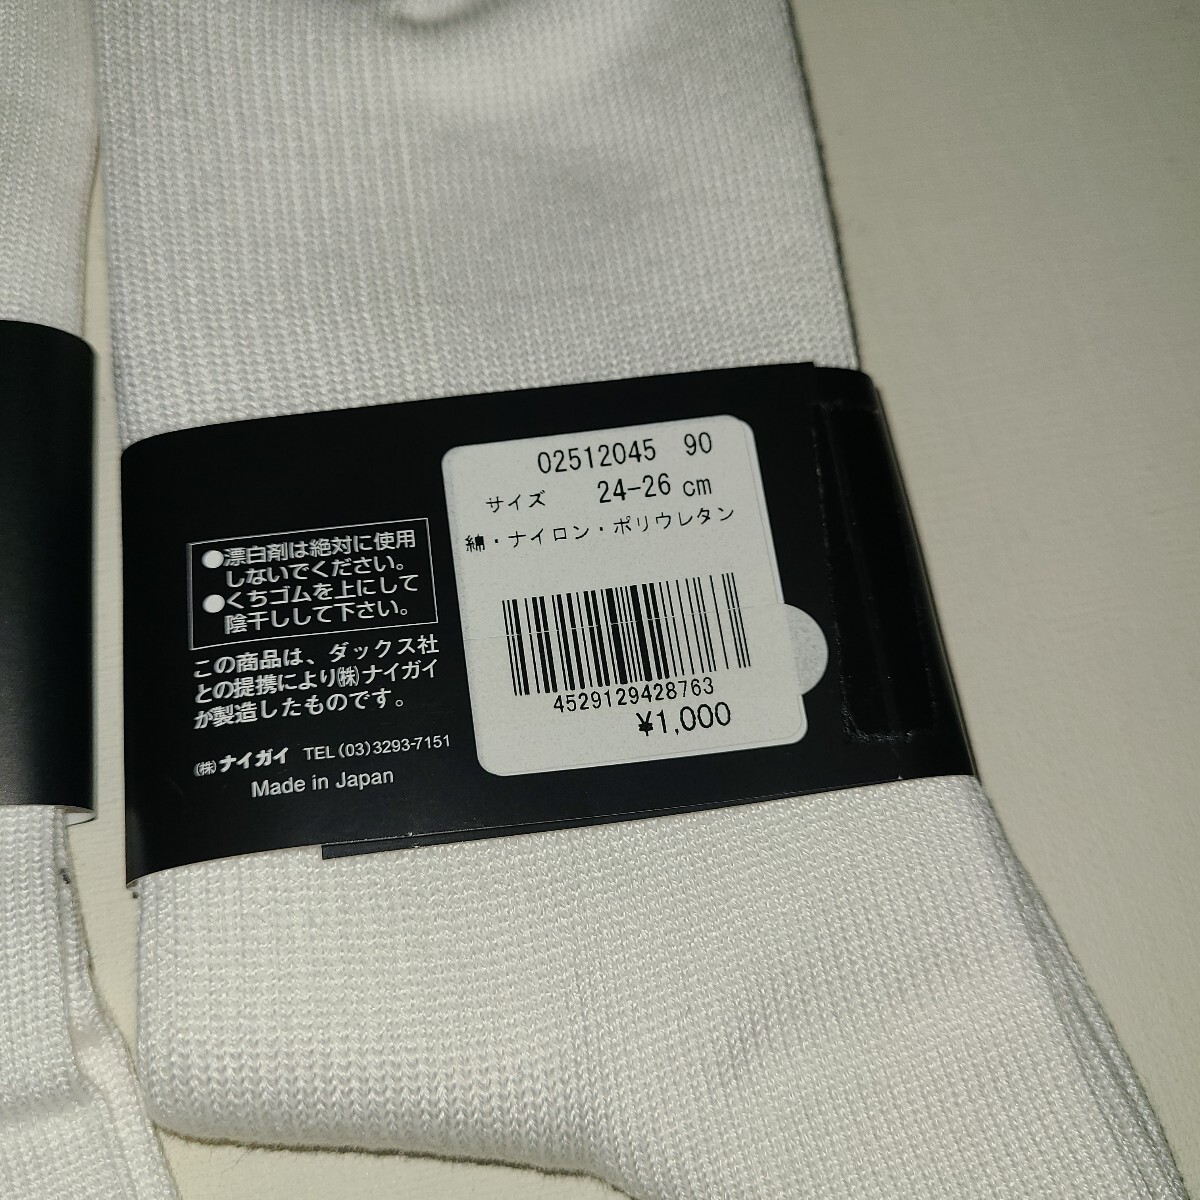 ●漂白剤は絶対に使用
しないでください。
●くちゴムを上にして
陰干しして下さい。
この商品は、ダックス社
との提携により㈱ナイガイ
が製造したものです。
㈱ナイガイ TEL (03)3293-7151
Made in Japan
02512045 90
サイズ 24-26 cm
綿・ナイロン・ポリウレタン
4529129428763
¥1,000